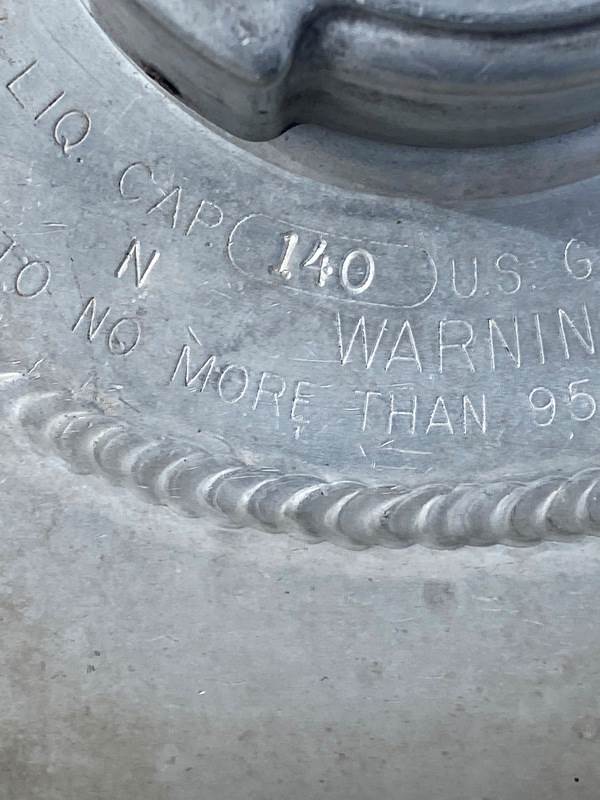 LIQ. CAP. 140 U.S. G
N WARNIN
TO NO MORE THAN 95